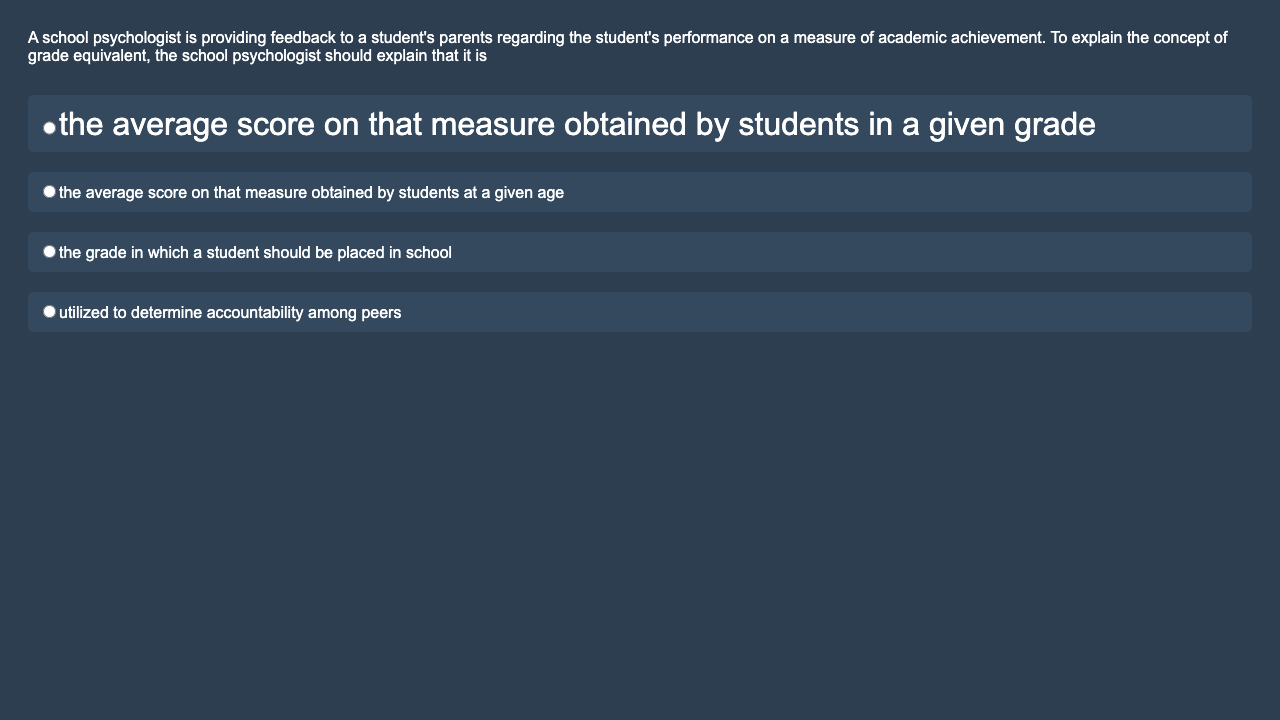 A school psychologist is providing feedback to a student's parents regarding the student's performance on a measure of academic achievement. To explain the concept of
grade equivalent, the school psychologist should explain that it is
the average score on that measure obtained by students in a given grade
the average score on that measure obtained by students at a given age
the grade in which a student should be placed in school
utilized to determine accountability among peers